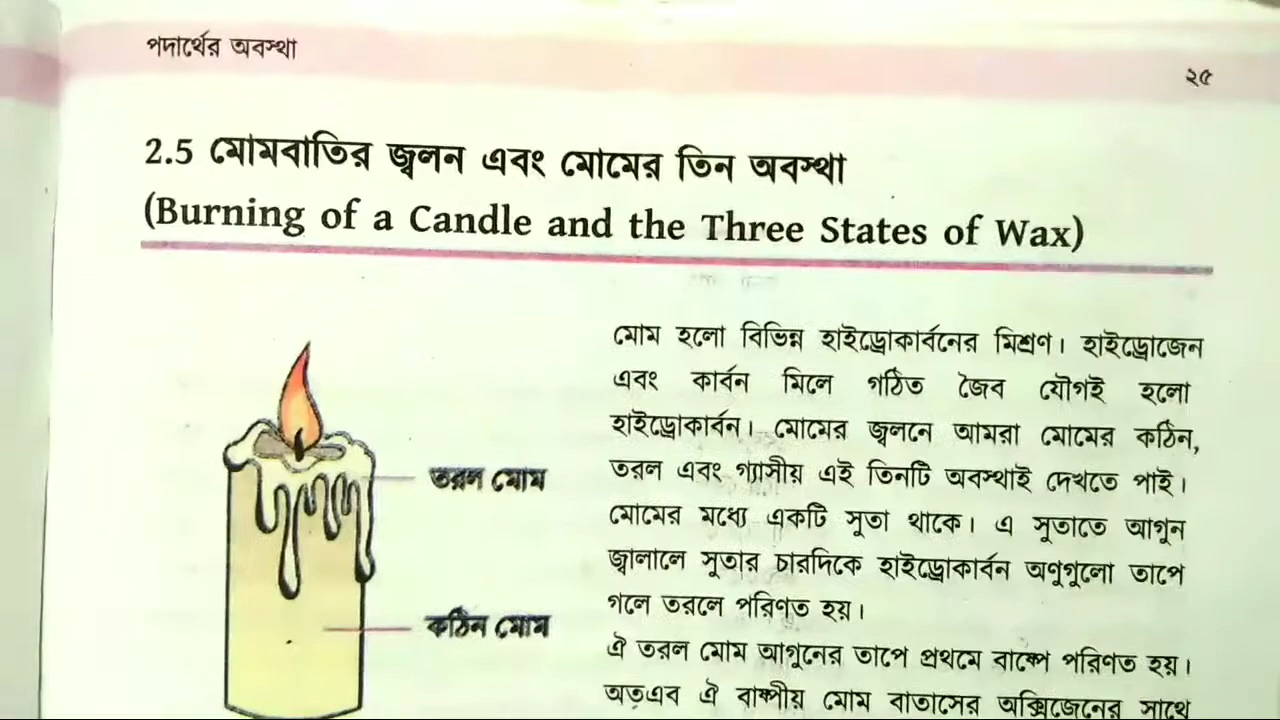 পদার্থের অবস্থা
২৫
2.5 মোমবাতির জ্বলন এবং মোমের তিন অবস্থা
(Burning of a Candle and the Three States of Wax)
মোম হলো বিভিন্ন হাইড্রোকার্বনের মিশ্রণ। হাইড্রোজেন
এবং কার্বন মিলে গঠিত জৈব যৌগই হলো
হাইড্রোকার্বন। মোমের জ্বলনে আমরা মোমের কঠিন,
তরল এবং গ্যাসীয় এই তিনটি অবস্থাই দেখতে পাই।
মোমের মধ্যে একটি সুতা থাকে। এ সুতাতে আগুন
জ্বালালে সুতার চারদিকে হাইড্রোকার্বন অণুগুলো তাপে
গলে তরলে পরিণত হয়।
ঐ তরল মোম আগুনের তাপে প্রথমে বাষ্পে পরিণত হয়।
অতএব ঐ বাষ্পীয় মোম বাতাসের অক্সিজেনের সাথে
তরল মোম
কঠিন মোম